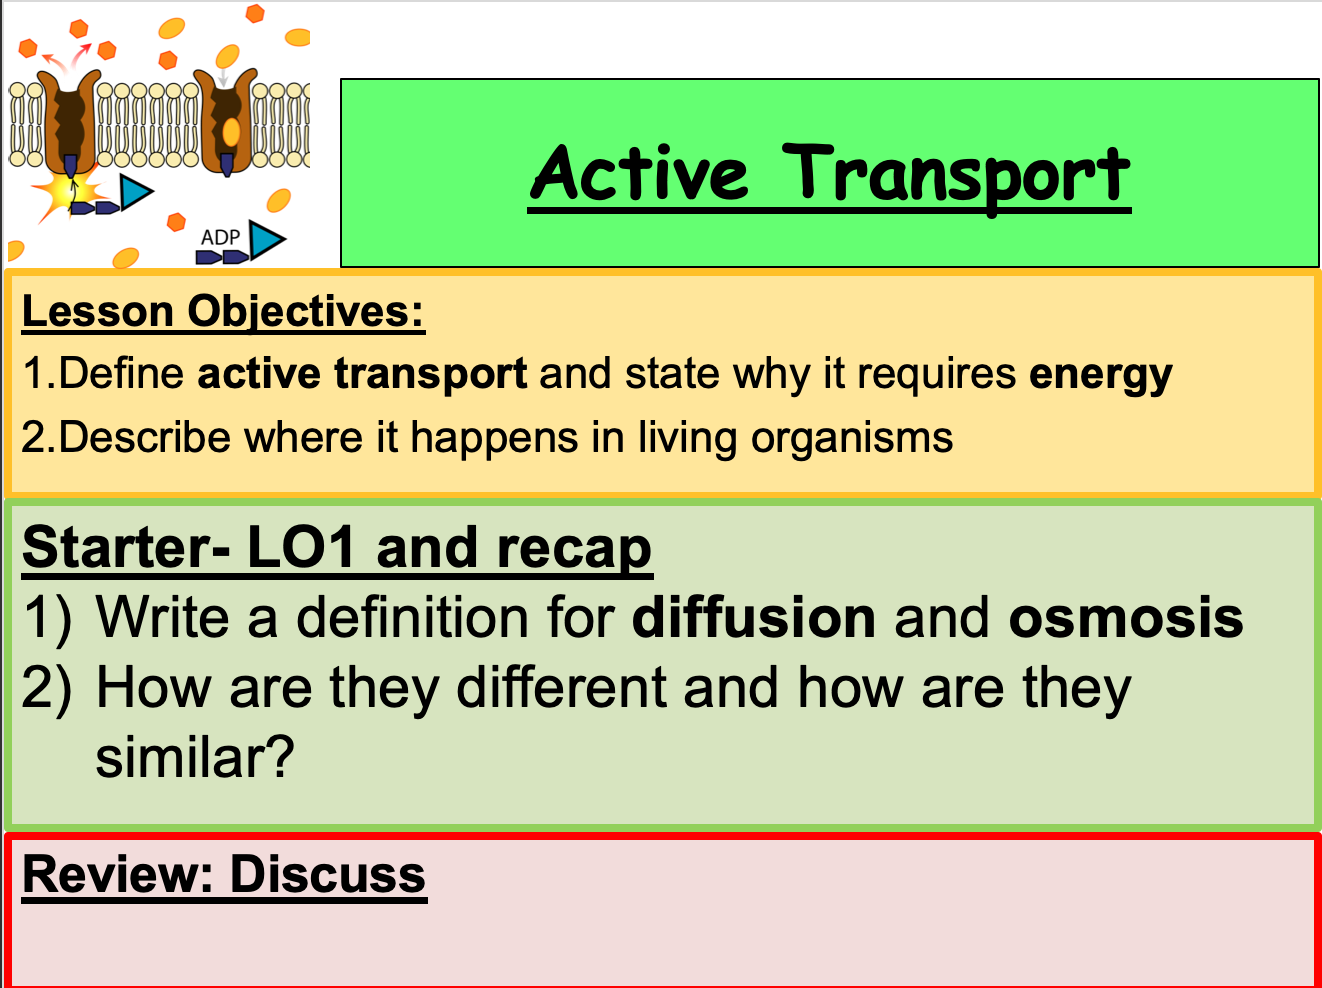 Active Transport
ADP
Lesson Objectives:
1.Define active transport and state why it requires energy
2.Describe where it happens in living organisms
Starter- LO1 and recap
1) Write a definition for diffusion and osmosis
2) How are they different and how are they
similar?
Review: Discuss